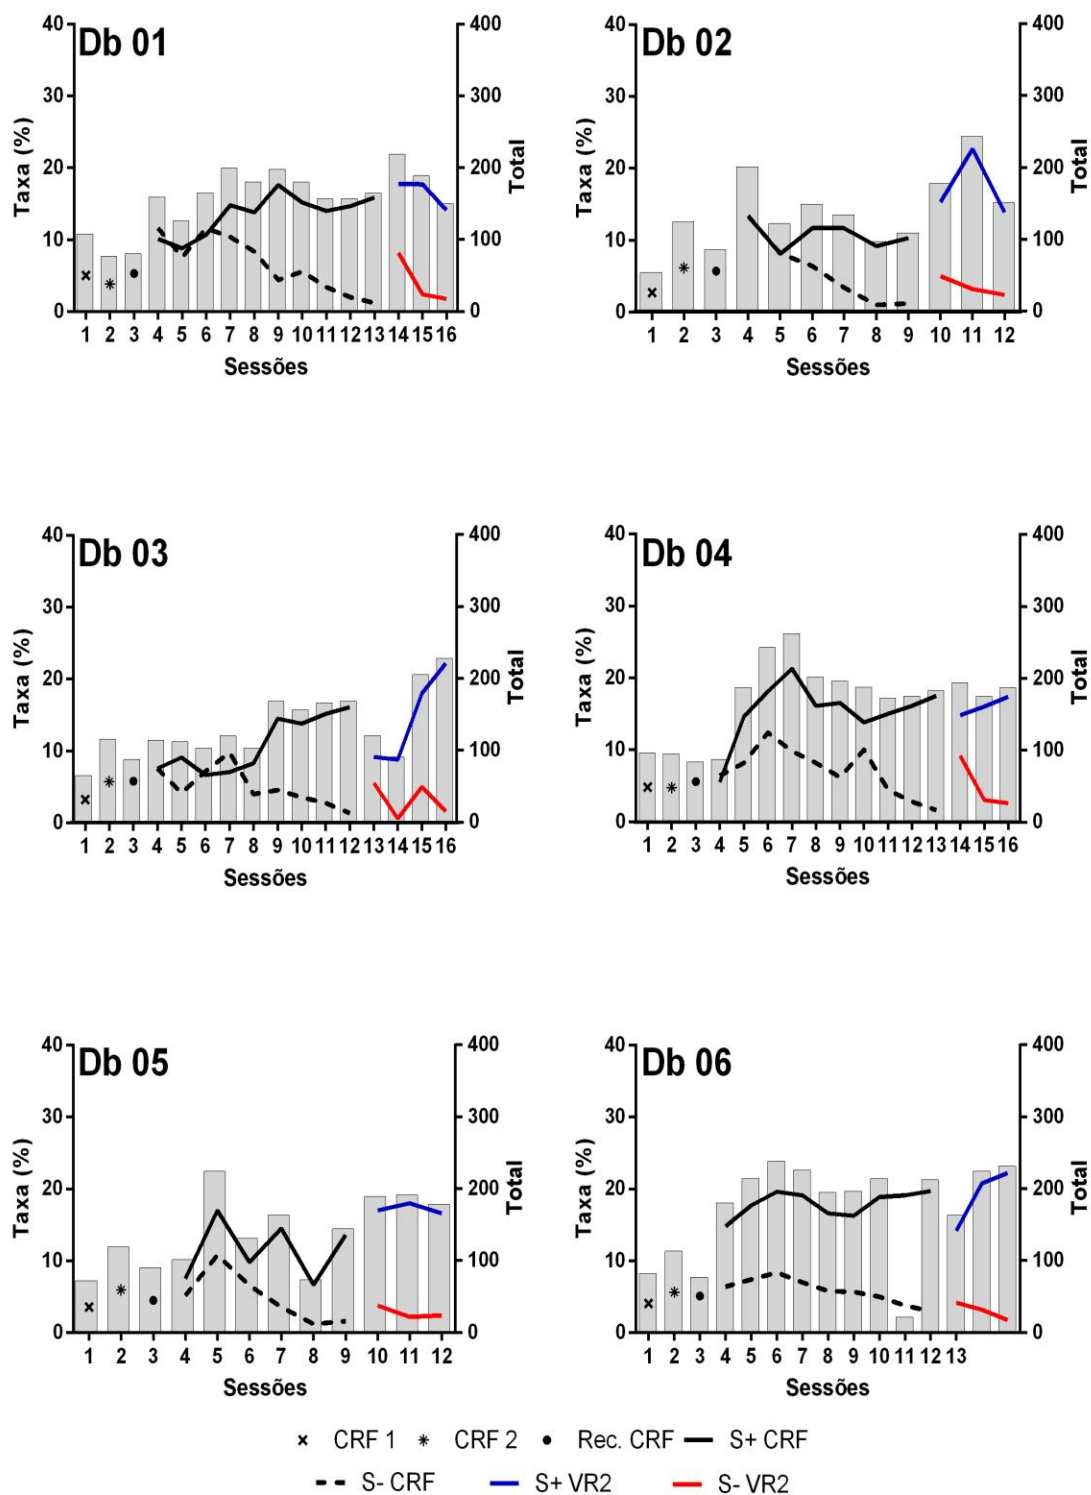 Db 01
Taxa (%)
40
30
20
10
0
400
300
200
100
0
Total
1 2 3 4 5 6 7 8 9 10 11 12 13 14 15 16
Sessões
Db 02
Taxa (%)
40
30
20
10
0
400
300
200
100
0
Total
1 2 3 4 5 6 7 8 9 10 11 12
Sessões
Db 03
Taxa (%)
40
30
20
10
0
400
300
200
100
0
Total
1 2 3 4 5 6 7 8 9 10 11 12 13 14 15 16
Sessões
Db 04
Taxa (%)
40
30
20
10
0
400
300
200
100
0
Total
1 2 3 4 5 6 7 8 9 10 11 12 13 14 15 16
Sessões
Db 05
Taxa (%)
40
30
20
10
0
400
300
200
100
0
Total
1 2 3 4 5 6 7 8 9 10 11 12
Sessões
Db 06
Taxa (%)
40
30
20
10
0
400
300
200
100
0
Total
1 2 3 4 5 6 7 8 9 10 11 12 13
Sessões
CRF 1 CRF 2 Rec. CRF S+ CRF
S- CRF S+ VR2 S- VR2